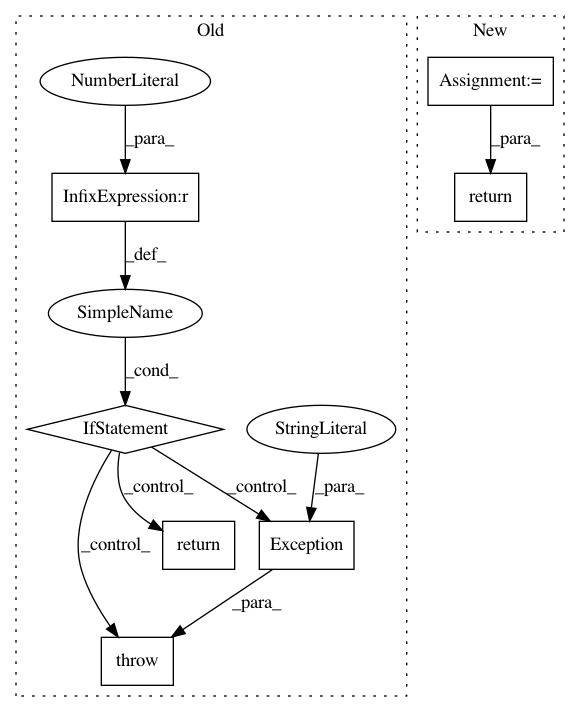 Old
New
NumberLiteral
Assignment:=
_para_
_para_
InfixExpression:r
return
_def_
SimpleName
_cond_
IfStatement
StringLiteral
_control_
_control_
_para_
_control_
return
Exception
_para_
throw